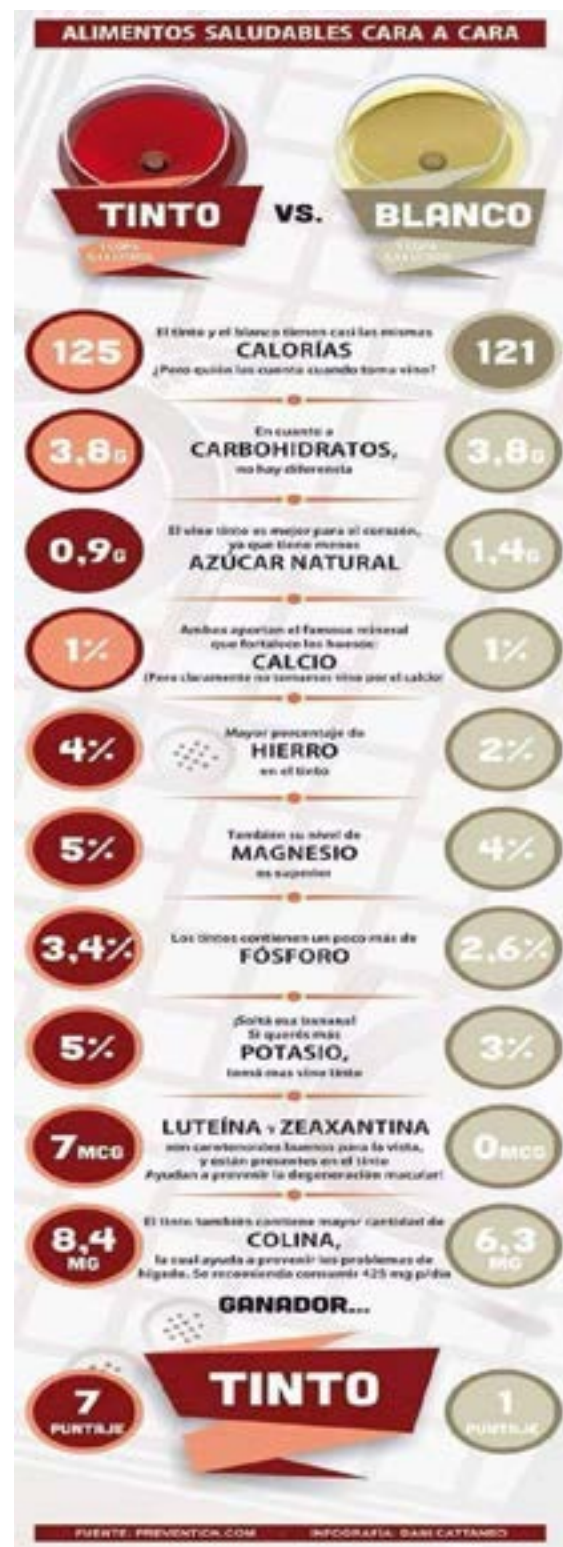 ALIMENTOS SALUDABLES CARA A CARA
TINTO
VS.
BLANCO
125
El tinto y el blanco tienen casi las mismas
CALORÍAS
¿Pero quién las cuenta cuando toma vino?
121
3,8G
En cuanto a
CARBOHIDRATOS,
no hay diferencia
3,8G
0,9G
El vino tinto es mejor para el corazón,
ya que tiene menos
AZÚCAR NATURAL
1,4G
1%
Ambos aportan el famoso mineral
que fortalece los huesos:
CALCIO
(Pero claramente no tomamos vino por el calcio)
1%
4%
Mayor porcentaje de
HIERRO
en el tinto
2%
5%
También su nivel de
MAGNESIO
es superior
4%
3,4%
Los tintos contienen un poco más de
FÓSFORO
2,6%
5%
¡Soltá esa banana!
Si querés más
POTASIO,
tomá mas vino tinto
3%
7 MCG
LUTEÍNA Y ZEAXANTINA
son carotenoides buenos para la vista,
y están presentes en el tinto
Ayudan a prevenir la degeneración macular!
0 MCG
8,4
MG
El tinto también contiene mayor cantidad de
COLINA,
la cual ayuda a prevenir los problemas de
hígado. Se recomienda consumir 425 mg p/día
6,3
MG
GANADOR...
TINTO
7
PUNTAJE
1
PUNTAJE
FUENTE: PREVENTION.COM
INFOGRAFÍA: DANI CATTANEO